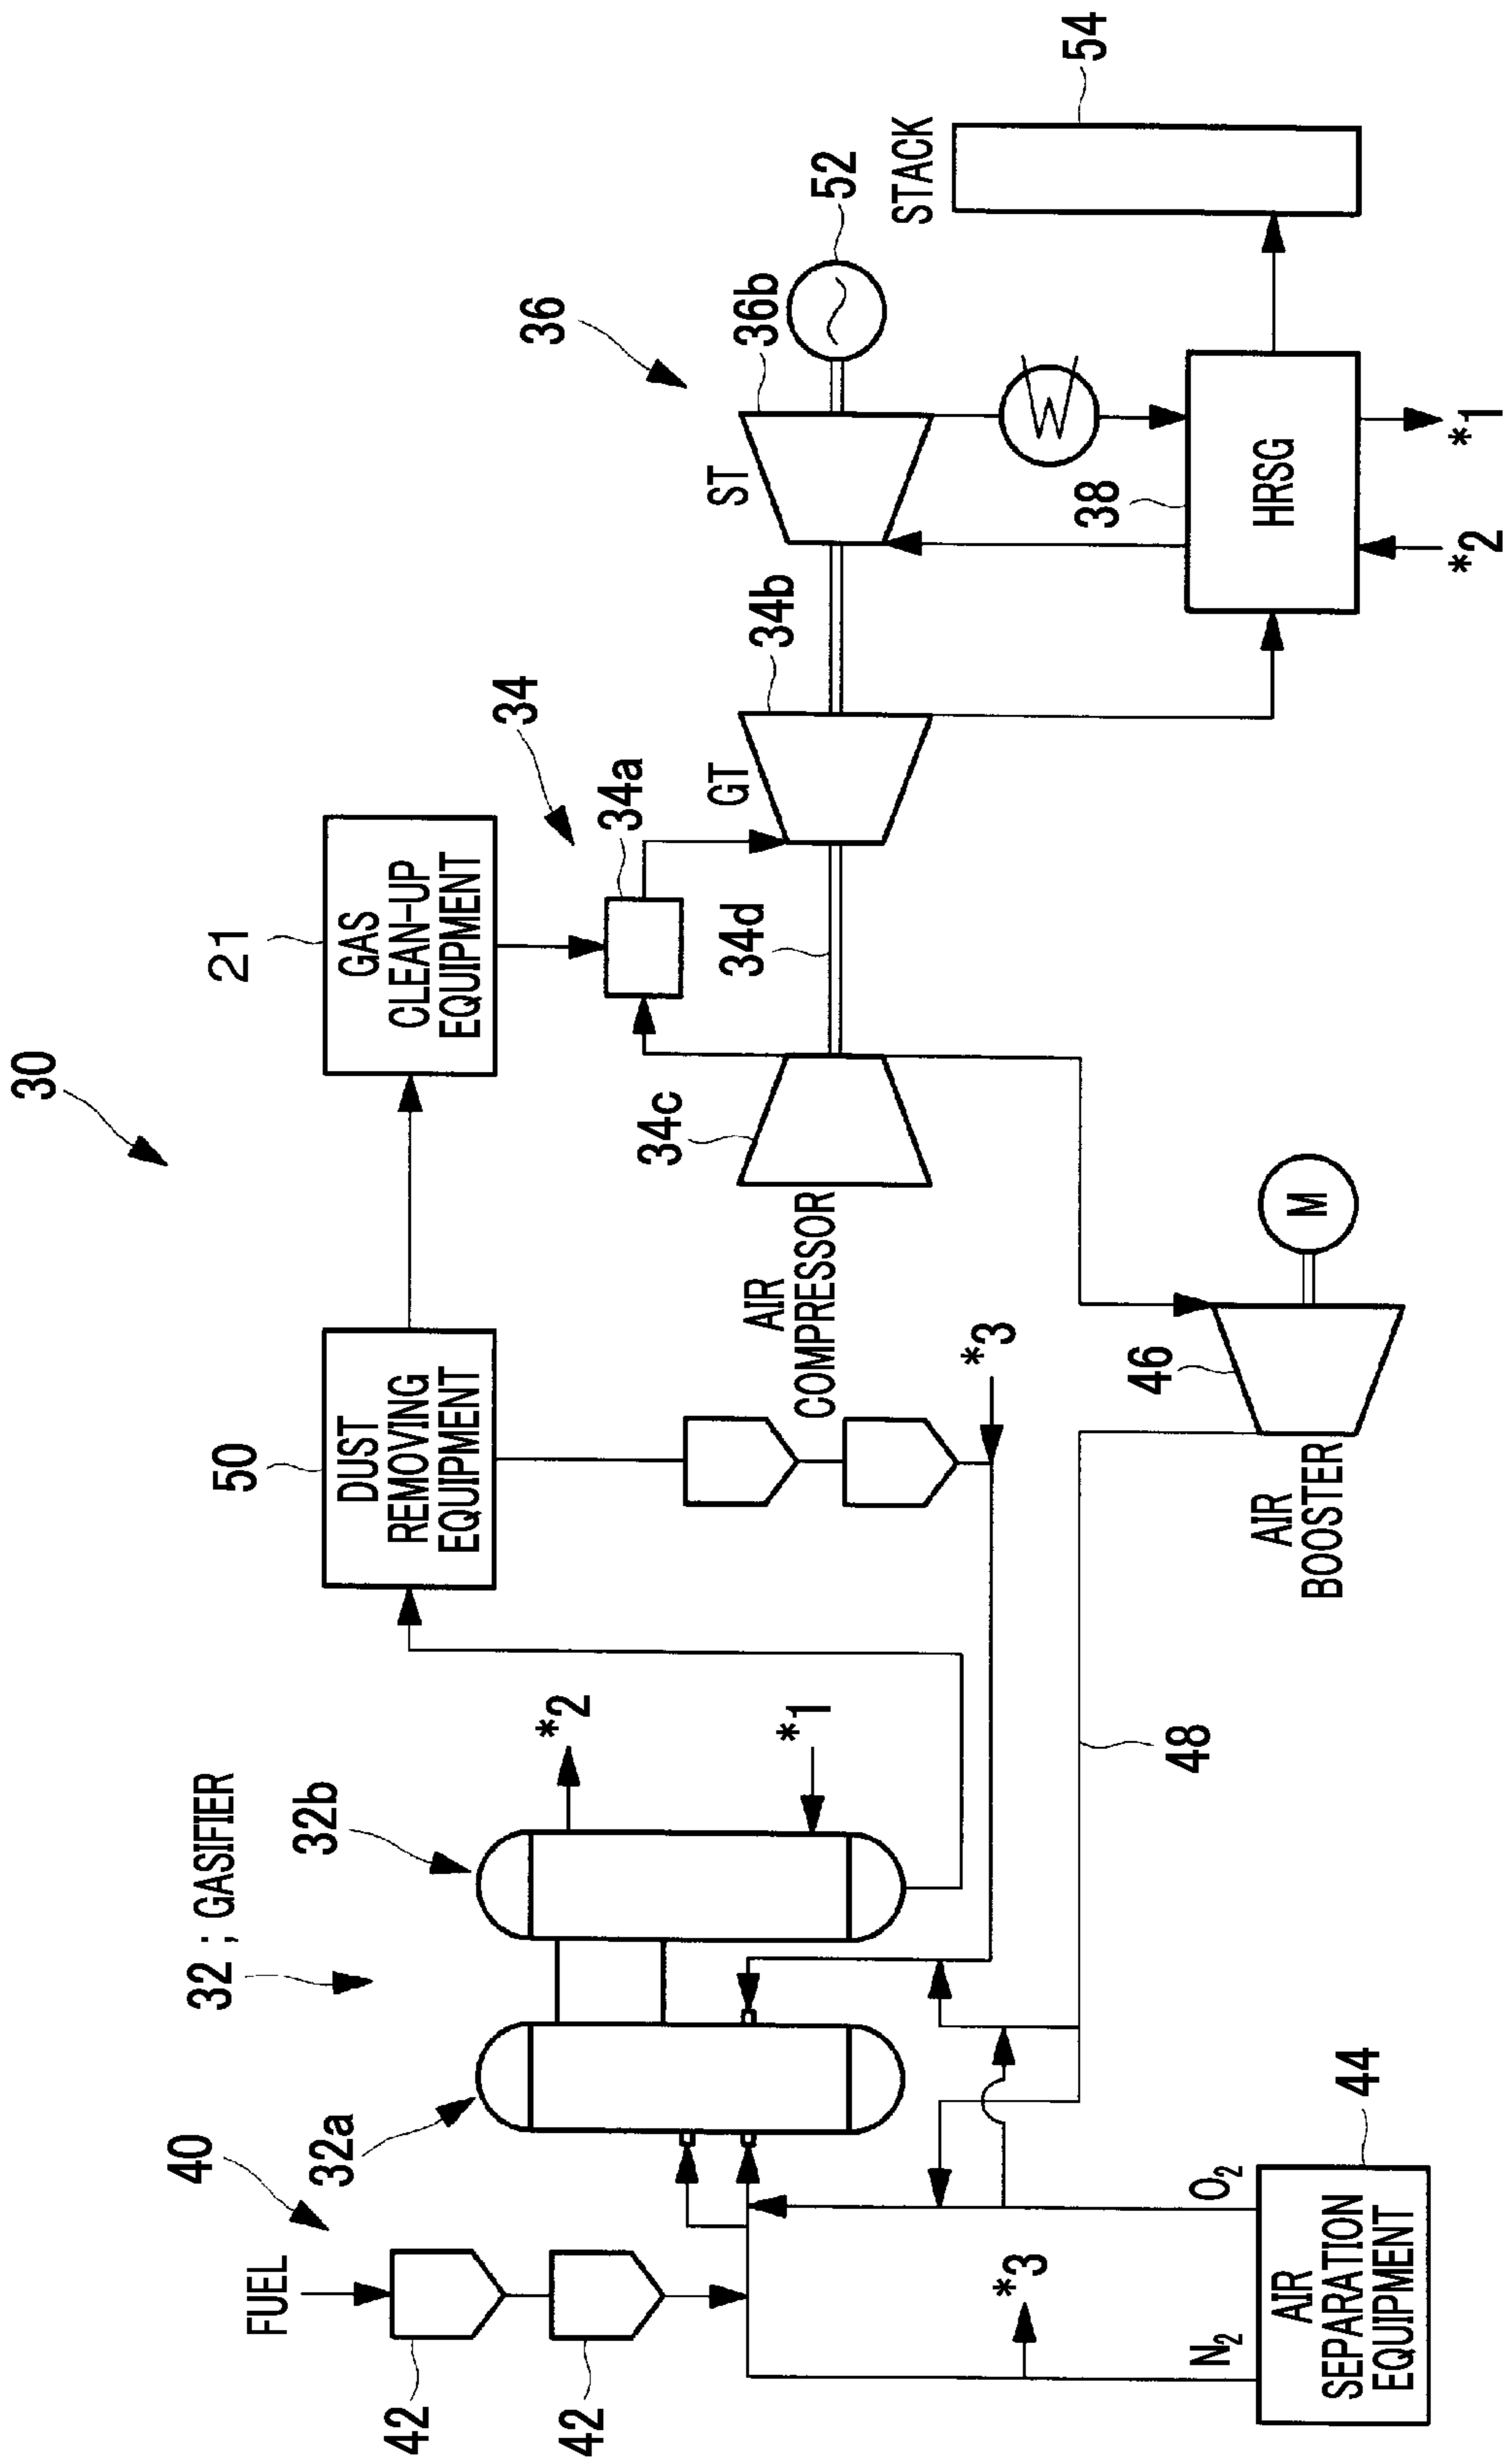 30
32 ; GASIFIER
40
FUEL
42
42
32a
32b
*2
*1
50
DUST
REMOVING
EQUIPMENT
21
GAS
CLEAN-UP
EQUIPMENT
34
34a
36
34c
AIR
COMPRESSOR
34d
GT
34b
ST
36b
52
STACK
54
*3
38
HRSG
*2
*1
46
M
AIR
BOOSTER
48
*3
N2
O2
AIR
SEPARATION
EQUIPMENT
44